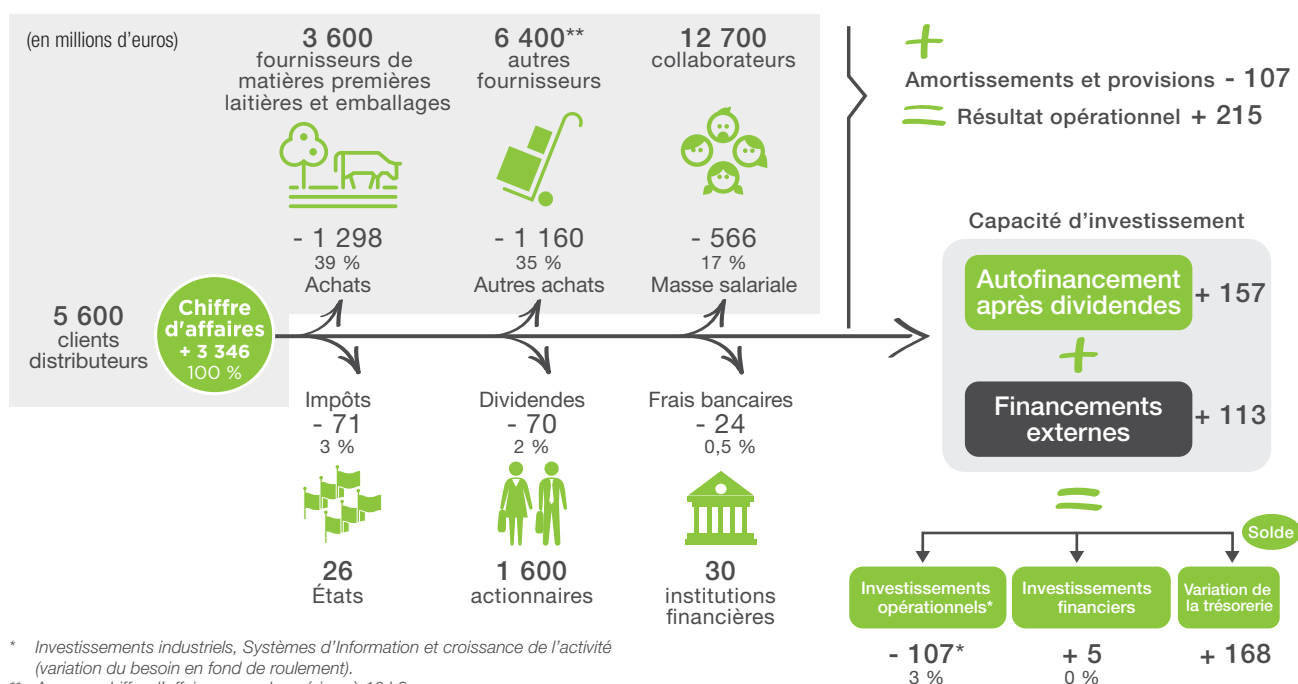 (en millions d'euros)
3 600
fournisseurs de
matières premières
laitières et emballages
- 1 298
39 %
Achats
6 400**
autres
fournisseurs
- 1 160
35 %
Autres achats
12 700
collaborateurs
- 566
17 %
Masse salariale
5 600
clients
distributeurs
Chiffre
d'affaires
+ 3 346
100 %
Impôts
- 71
3 %
26
États
Dividendes
- 70
2 %
1 600
actionnaires
Frais bancaires
- 24
0,5 %
30
institutions
financières
+
Amortissements et provisions - 107
= Résultat opérationnel + 215
Capacité d'investissement
Autofinancement
après dividendes
+ 157
+
Financements
externes
+ 113
=
Solde
Investissements
opérationnels*
- 107*
3 %
Investissements
financiers
+ 5
0 %
Variation de
la trésorerie
+ 168
* Investissements industriels, Systèmes d'Information et croissance de l'activité
(variation du besoin en fond de roulement).